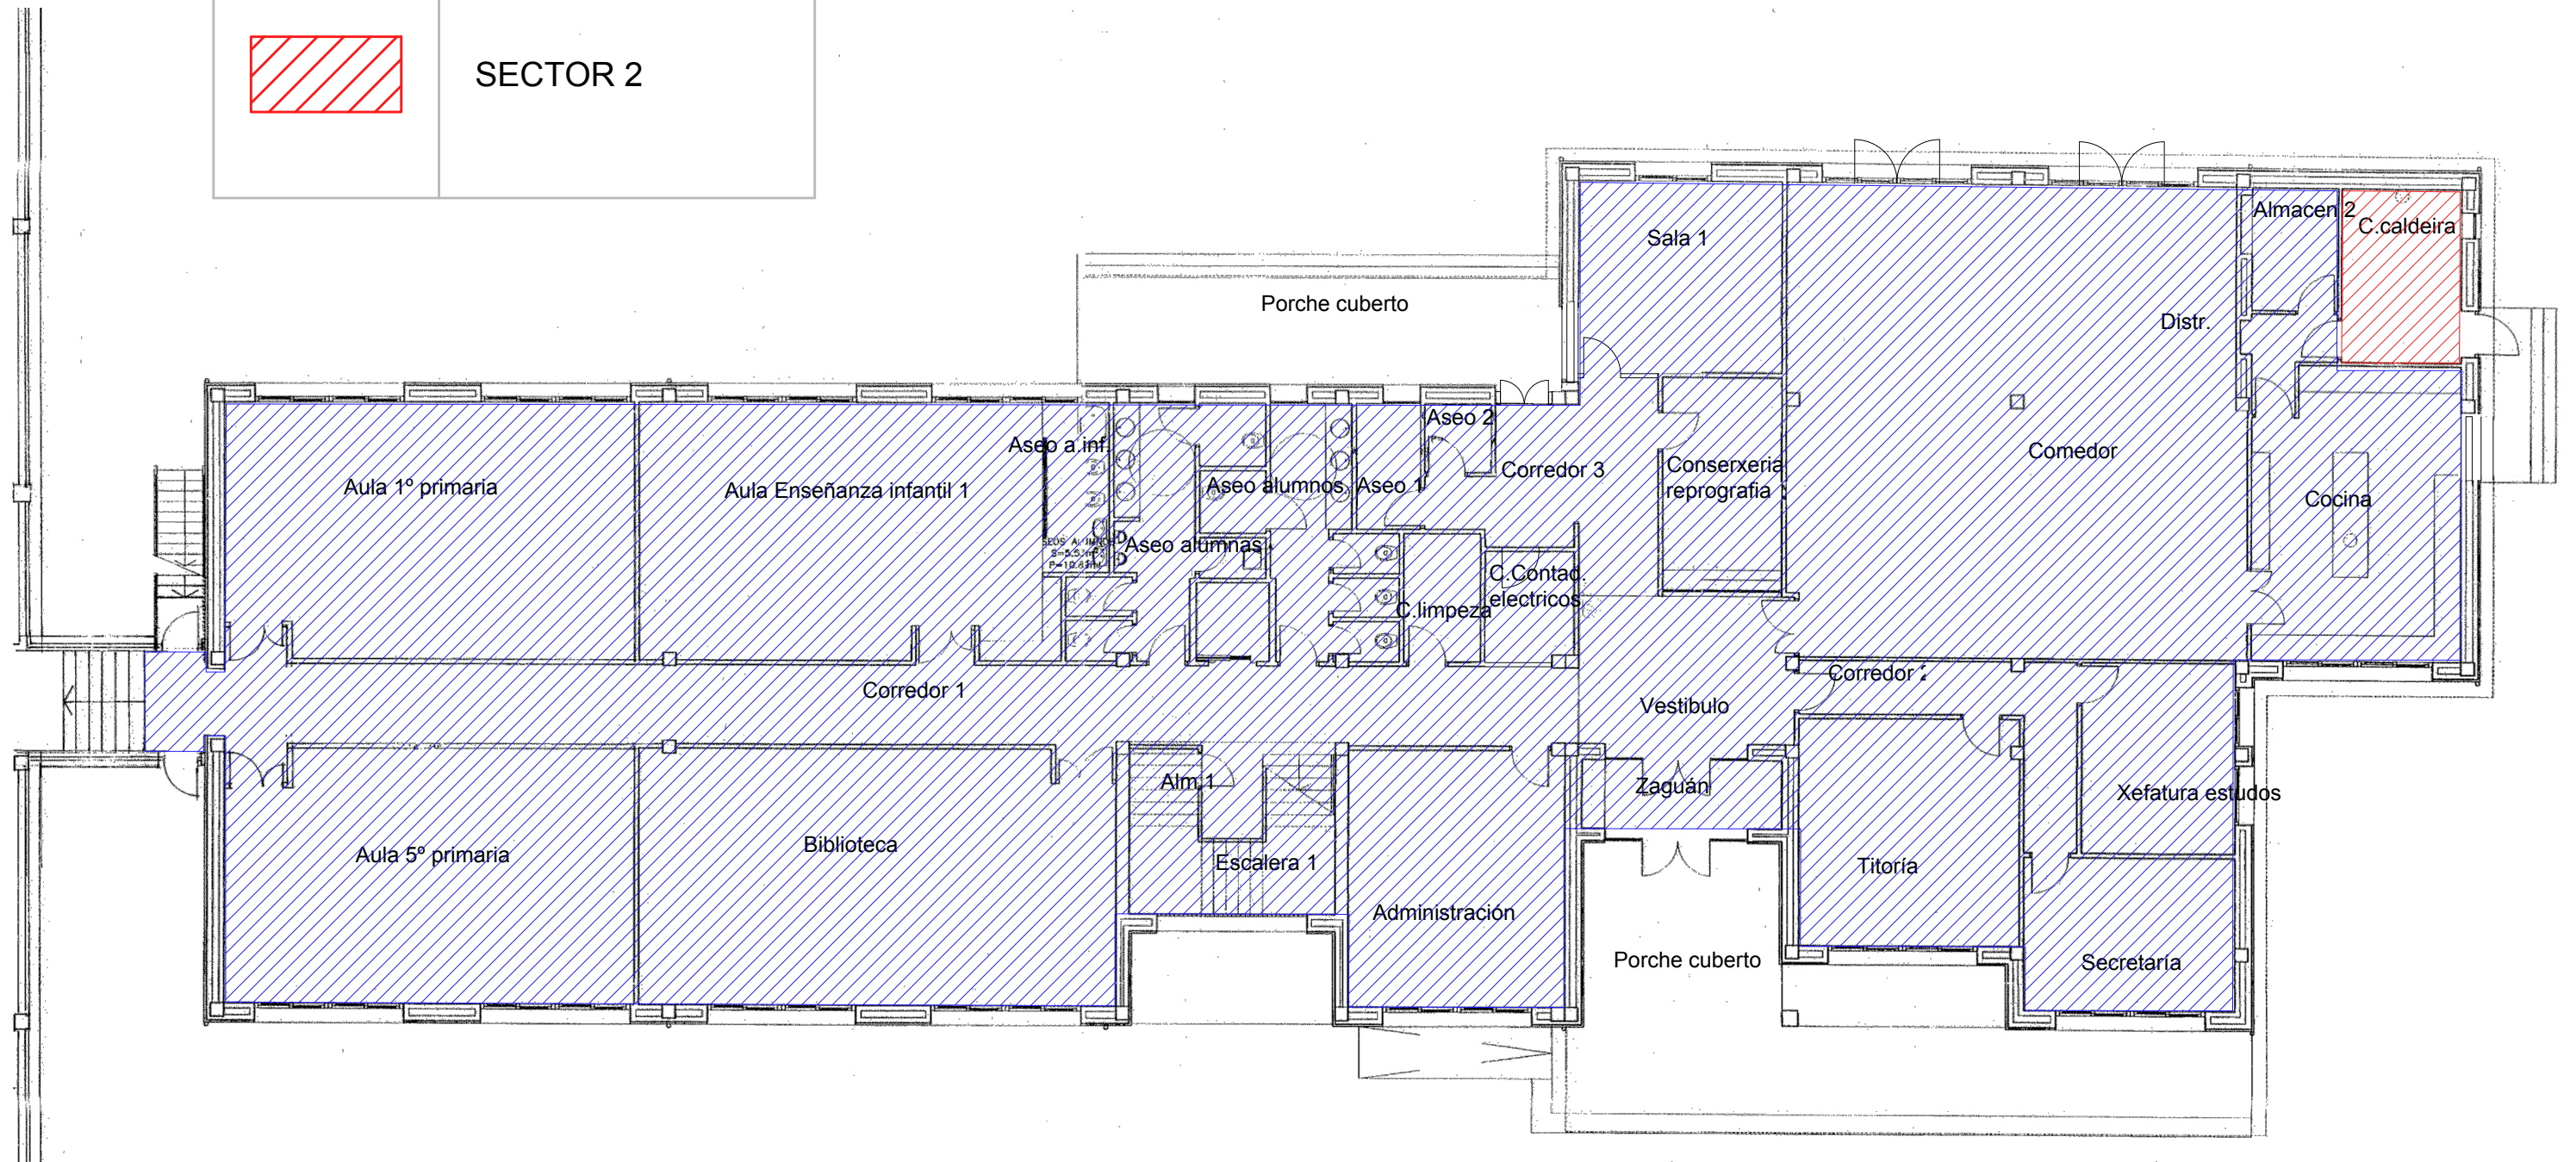 SECTOR 2
Almacen 2
C.caldeira
Sala 1
Porche cuberto
Distr.
Aseo 2
Aseo a.inf.
Corredor 3
Comedor
Conserxeria
reprografia
Aula 1º primaria
Aula Enseñanza infantil 1
Aseo alumnos
Aseo 1
Cocina
Aseo alumnas
S=5.5
C.Contad.
electricos
C.limpeza
Corredor 1
Corredor
Vestibulo
Alm.1
Zaguán
Xefatura estudos
Aula 5º primaria
Biblioteca
Escalera 1
Titoría
Administración
Porche cuberto
Secretaría